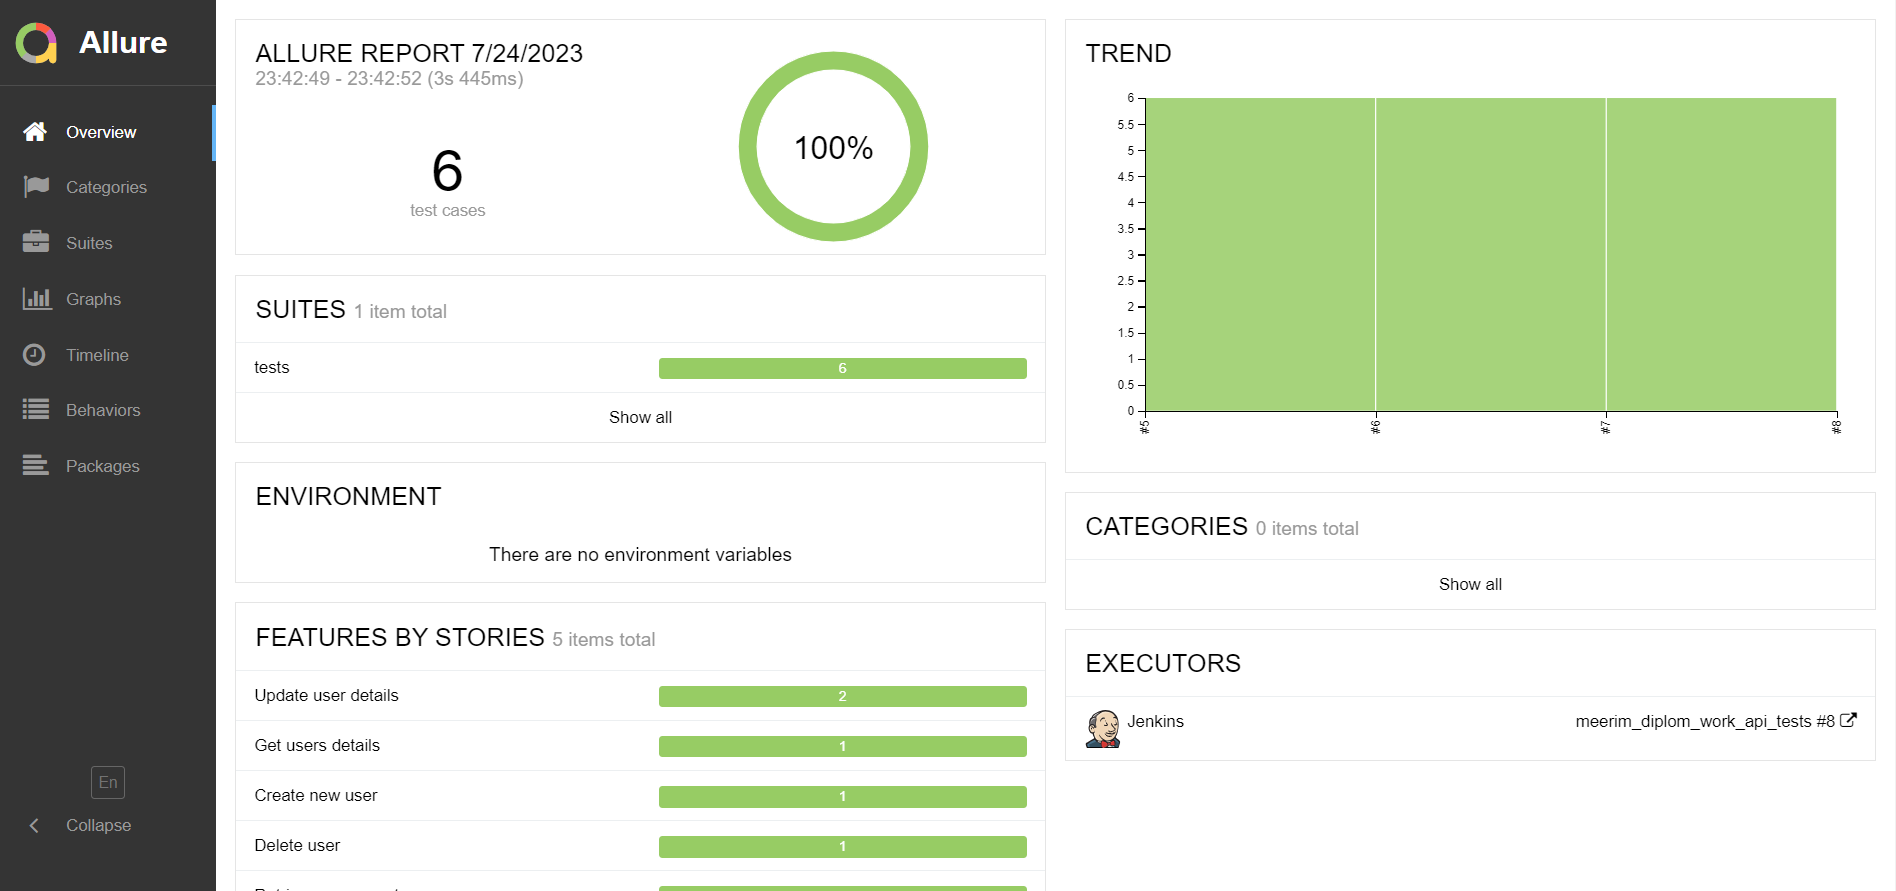 Allure
Overview
Categories
Suites
Graphs
Timeline
Behaviors
Packages
En
Collapse
ALLURE REPORT 7/24/2023
23:42:49 - 23:42:52 (3s 445ms)
6
test cases
100%
SUITES 1 item total
tests 6
Show all
ENVIRONMENT
There are no environment variables
FEATURES BY STORIES 5 items total
Update user details 2
Get users details 1
Create new user 1
Delete user 1
TREND
6
5.5
5
4.5
4
3.5
3
2.5
2
1.5
1
0.5
0
#5 #6 #7 #8
CATEGORIES 0 items total
Show all
EXECUTORS
Jenkins meerim_diplom_work_api_tests #8